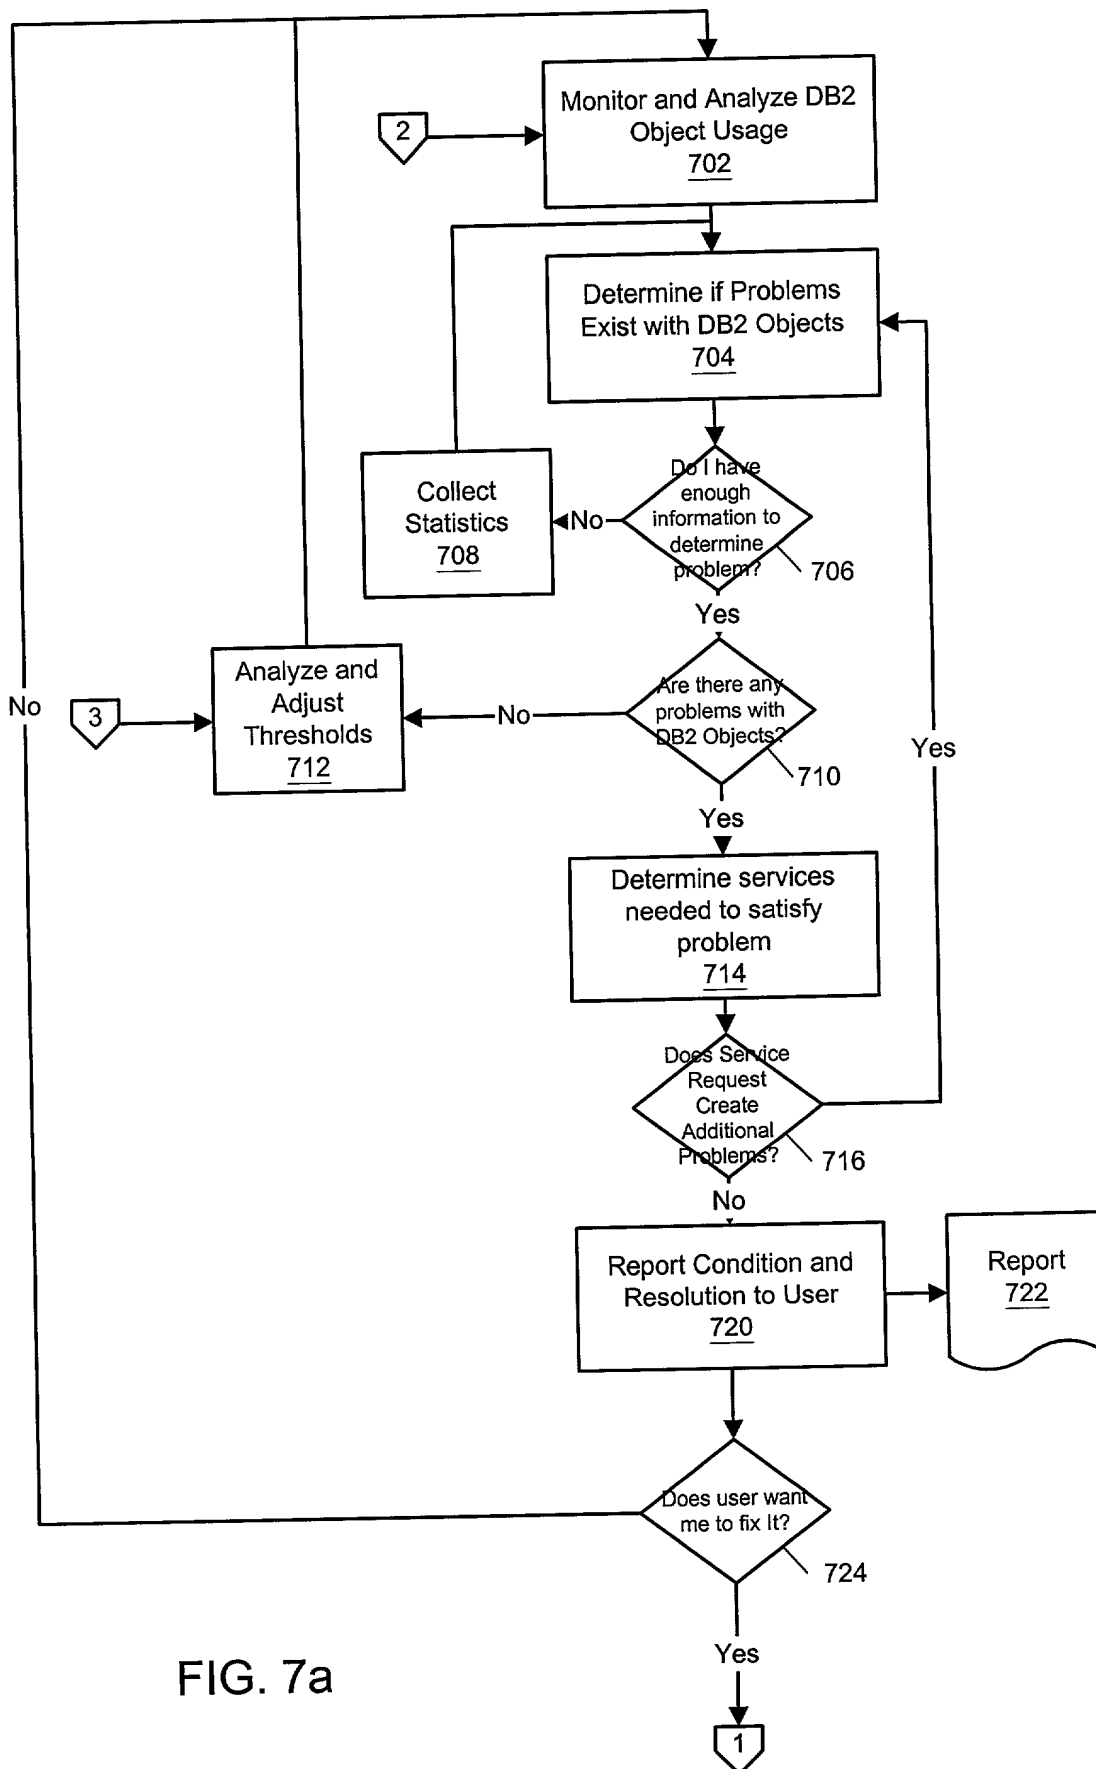 Monitor and Analyze DB2
Object Usage
702
2
Determine if Problems
Exist with DB2 Objects
704
Do I have
enough
information to
determine
problem?
706
No
Collect
Statistics
708
Yes
Are there any
problems with
DB2 Objects?
710
No
Analyze and
Adjust
Thresholds
712
3
No
Yes
Yes
Determine services
needed to satisfy
problem
714
Does Service
Request
Create
Additional
Problems?
716
No
Report Condition and
Resolution to User
720
Report
722
Does user want
me to fix It?
724
Yes
1
FIG. 7a